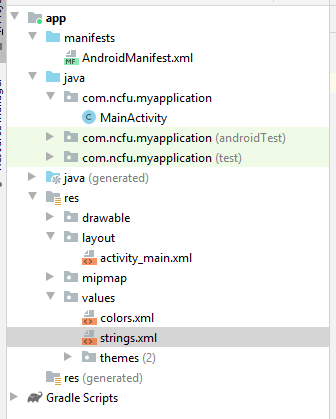 app
manifests
AndroidManifest.xml
java
com.ncfu.myapplication
MainActivity
com.ncfu.myapplication (androidTest)
com.ncfu.myapplication (test)
java (generated)
res
drawable
layout
activity_main.xml
mipmap
values
colors.xml
strings.xml
themes (2)
res (generated)
Gradle Scripts